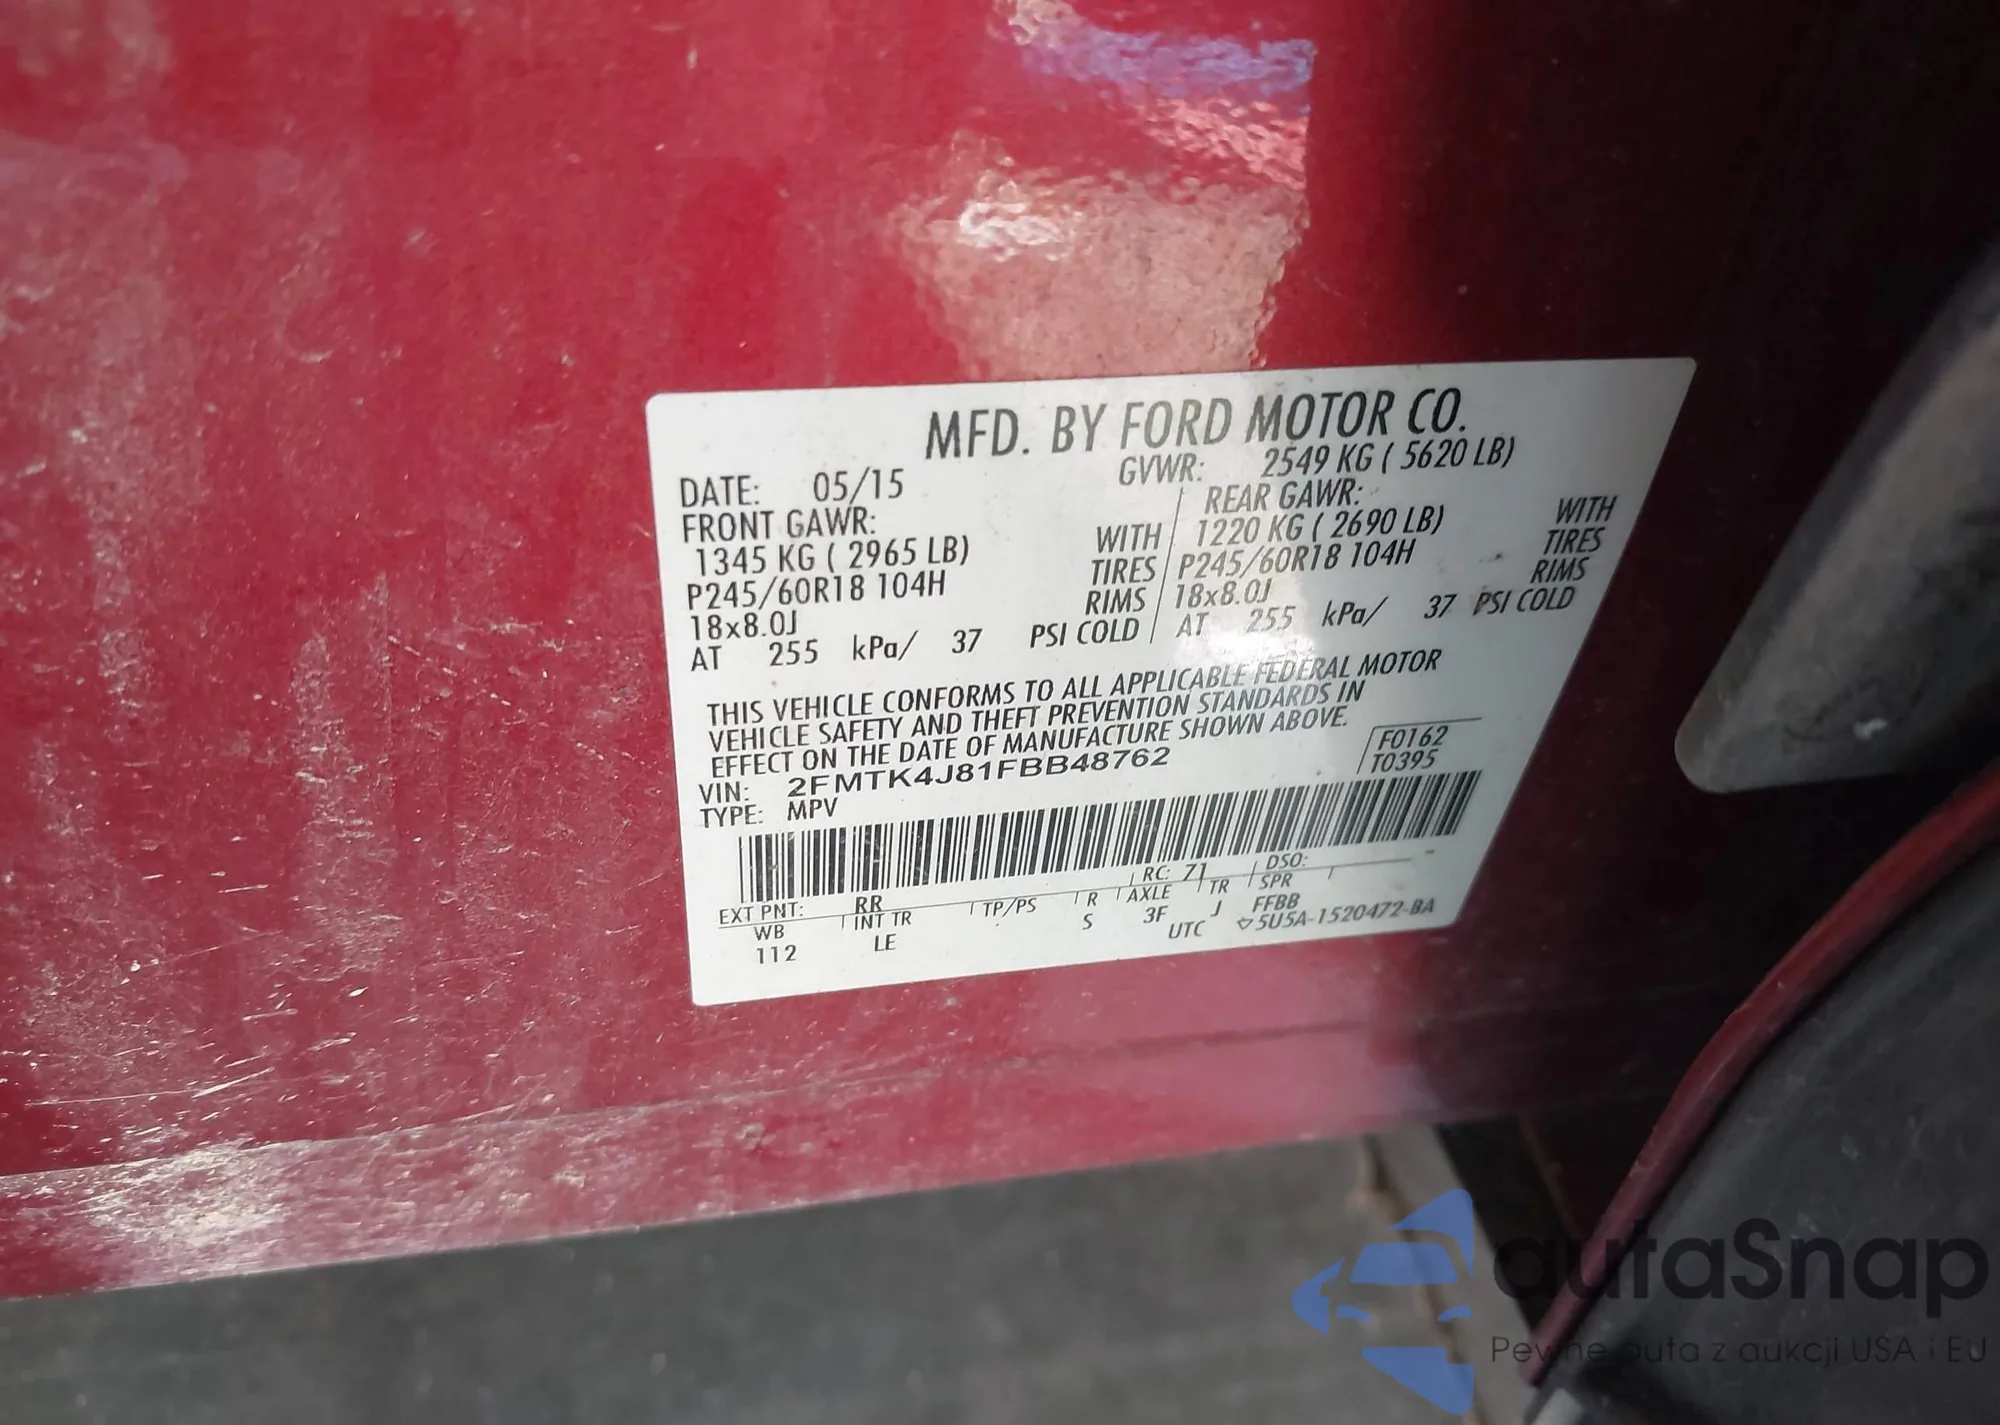 MFD. BY FORD MOTOR CO.
DATE: 05/15 GVWR: 2549 KG ( 5620 LB)
FRONT GAWR: REAR GAWR:
1345 KG ( 2965 LB) WITH 1220 KG ( 2690 LB) WITH
P245/60R18 104H TIRES P245/60R18 104H TIRES
18x8.0J RIMS 18x8.0J RIMS
AT 255 kPa/ 37 PSI COLD AT 255 kPa/ 37 PSI COLD
THIS VEHICLE CONFORMS TO ALL APPLICABLE FEDERAL MOTOR
VEHICLE SAFETY AND THEFT PREVENTION STANDARDS IN
EFFECT ON THE DATE OF MANUFACTURE SHOWN ABOVE.
VIN: 2FMTK4J81FBB48762 F0162
TYPE: MPV T0395
EXT PNT: RR RC: 71 DSO:
WB INT TR TP/PS R AXLE TR SPR
112 LE S 3F J FFBB
UTC ▽5U5A-1520472-BA
autaSnap
Pewne auta z aukcji USA i EU